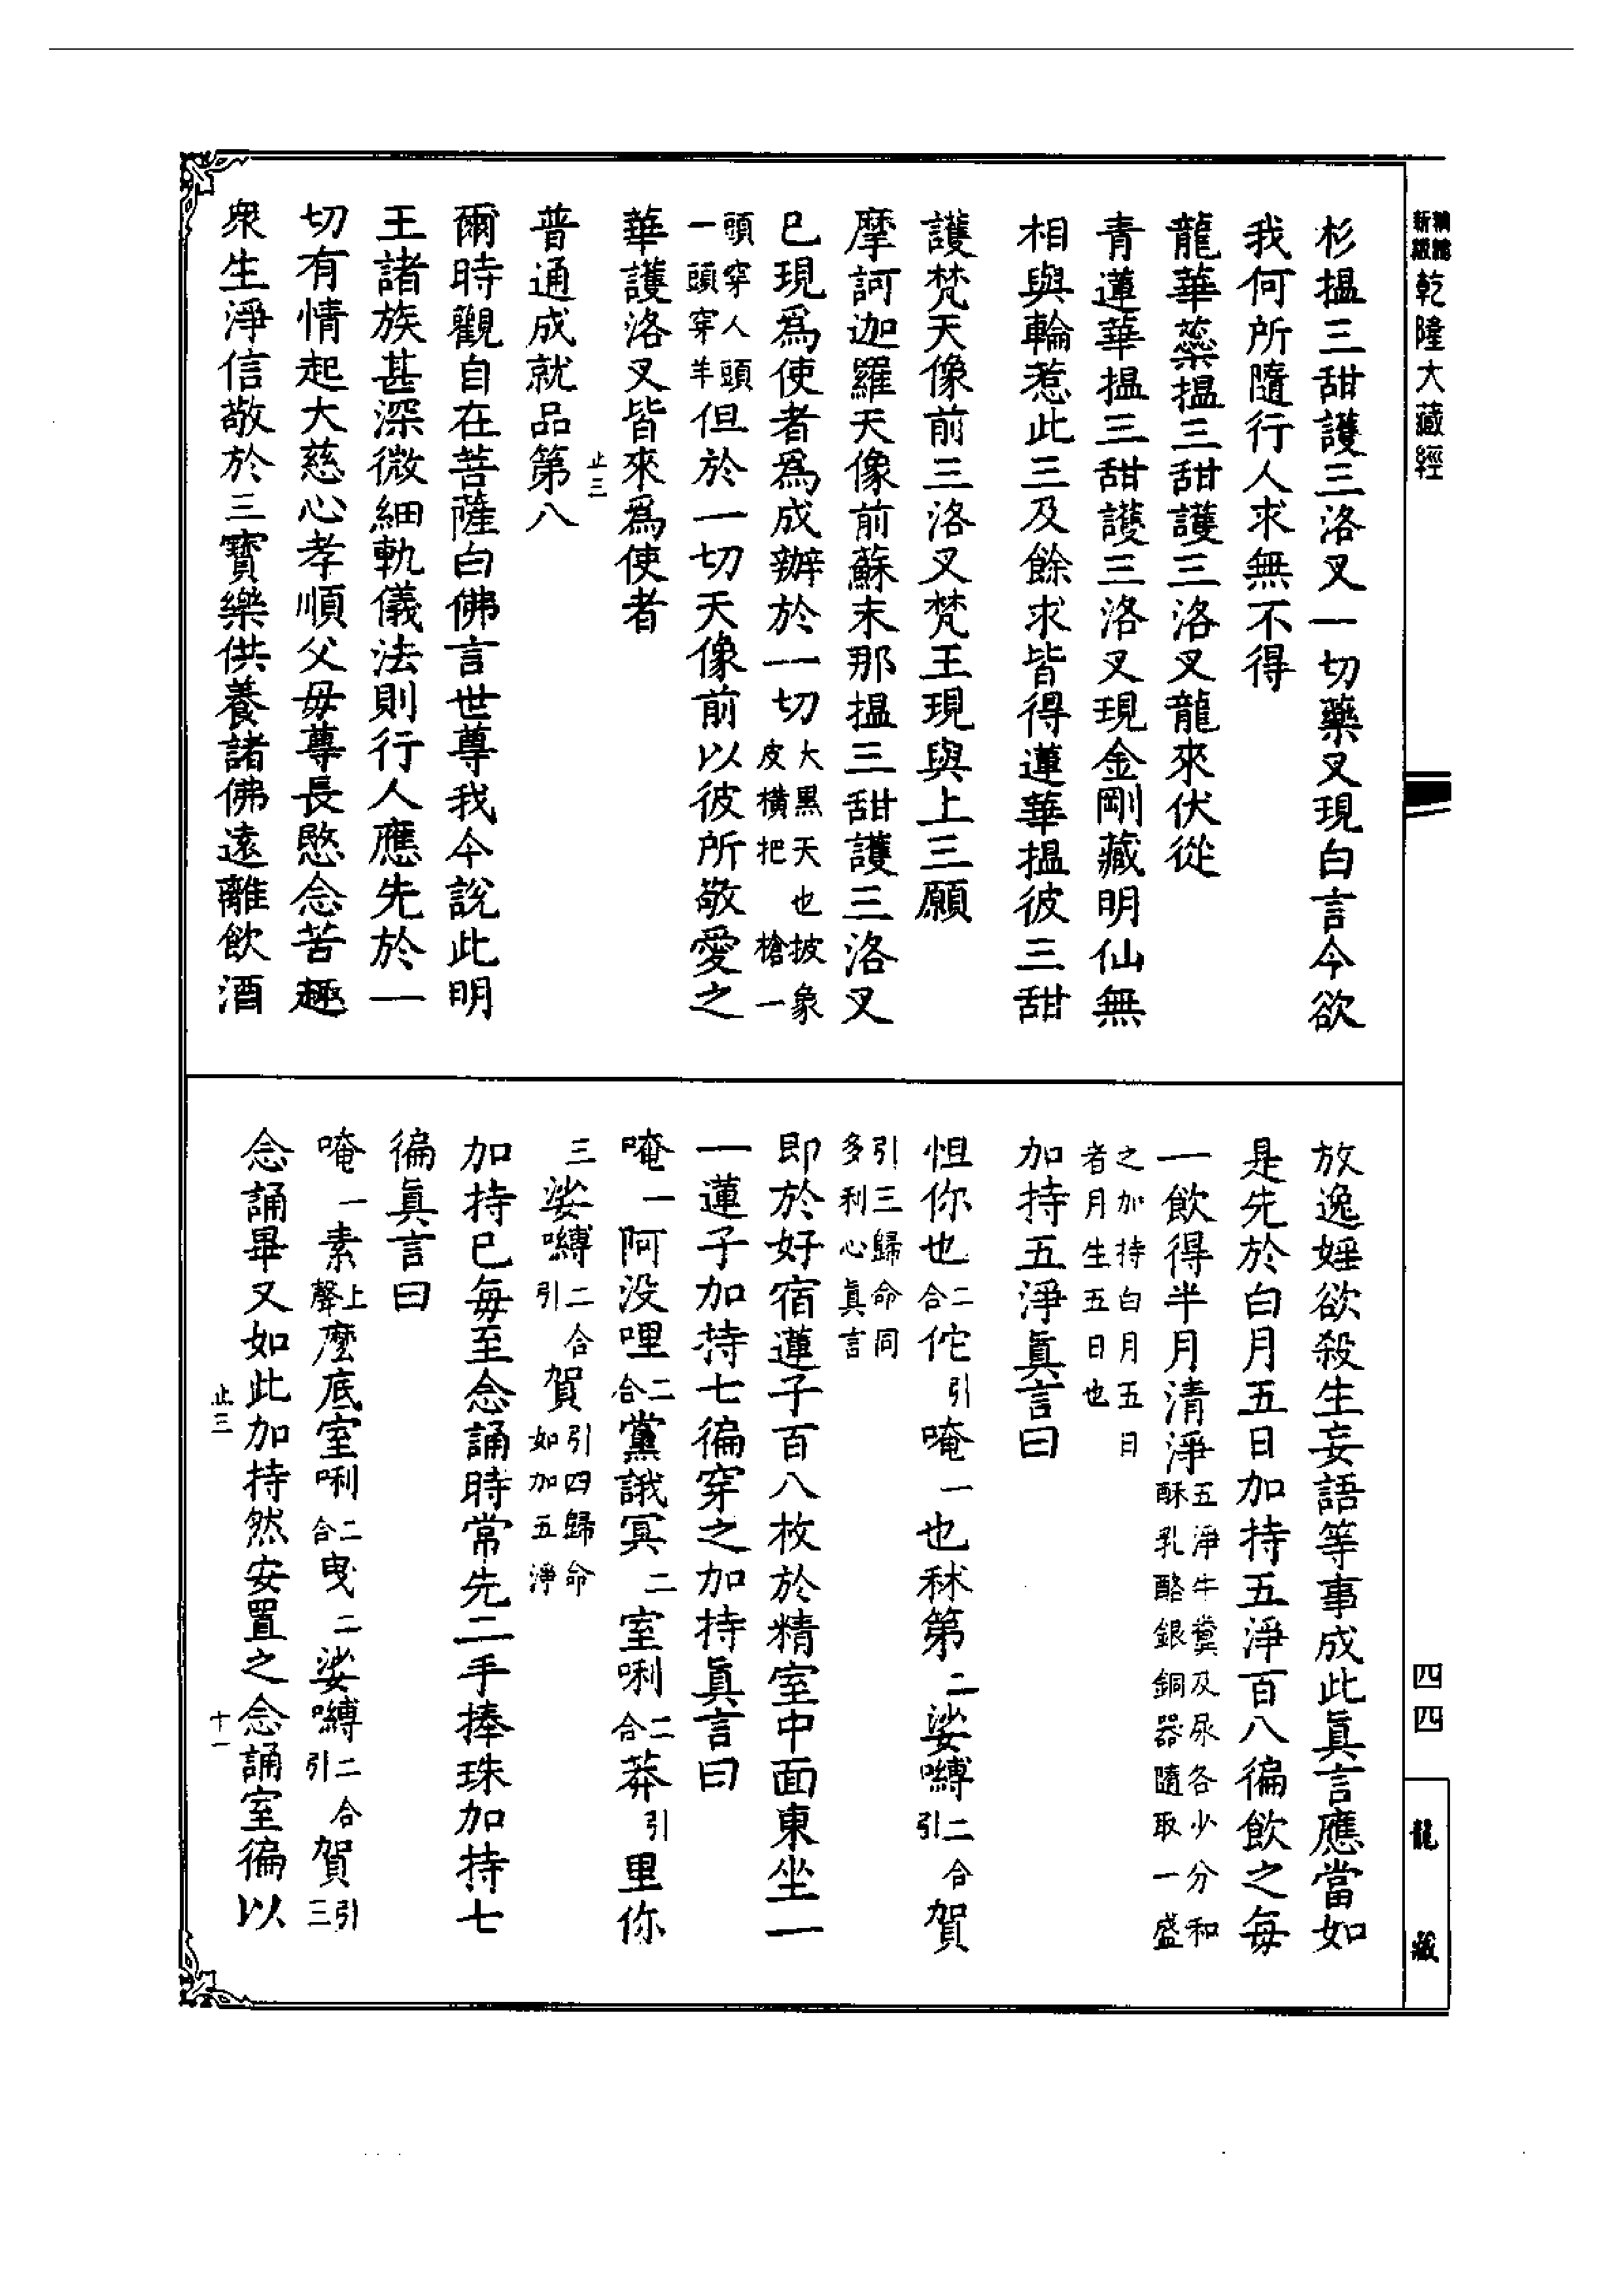 乾隆大藏經
杉搵三甜護三洛叉一切藥叉現白言今欲
我何所隨行人求無不得
龍華蘂搵三甜護三洛叉龍來伏從
青蓮華搵三甜護三洛叉現金剛藏明仙無
相與輪惹此三及餘求皆得蓮華搵彼三甜
護梵天像前三洛叉梵王現與上三願
摩訶迦羅天像前蘇末那搵三甜護三洛叉
已現爲使者爲成辦於一切大黑天也披象皮橫把槍一
頭穿人頭一頭穿羊但於一切天像前以彼所敬愛之
華護洛叉皆來爲使者
止三
普通成就品第八
爾時觀自在菩薩白佛言世尊我今說此明
王諸族甚深微細軌儀法則行人應先於一
切有情起大慈心孝順父母尊長愍念苦趣
衆生淨信敬於三寶樂供養諸佛遠離飲酒
四四
龍藏
放逸婬欲殺生妄語等事成此眞言應當如
是先於白月五日加持五淨百八徧飲之每
一飲得半月清淨五淨牛糞及尿各少分和酥乳酪銀銅器隨取一盛
之加持白月五日者月生五日也
加持五淨眞言曰
怛你也二合佗引唵一也秫第二娑嚩二合引賀
引三歸命同多利心眞言
即於好宿蓮子百八枚於精室中面東坐一
一蓮子加持七徧穿之加持眞言曰
唵一阿没哩二合黨誐冥二室唎二合莽引里你
三娑嚩二合引賀引四歸命如加五淨
加持已每至念誦時常先二手捧珠加持七
徧眞言曰
唵一素上聲麼底室唎二合曳二娑嚩二合引賀引三
念誦畢又如此加持然安置之念誦室徧以
止三
十一